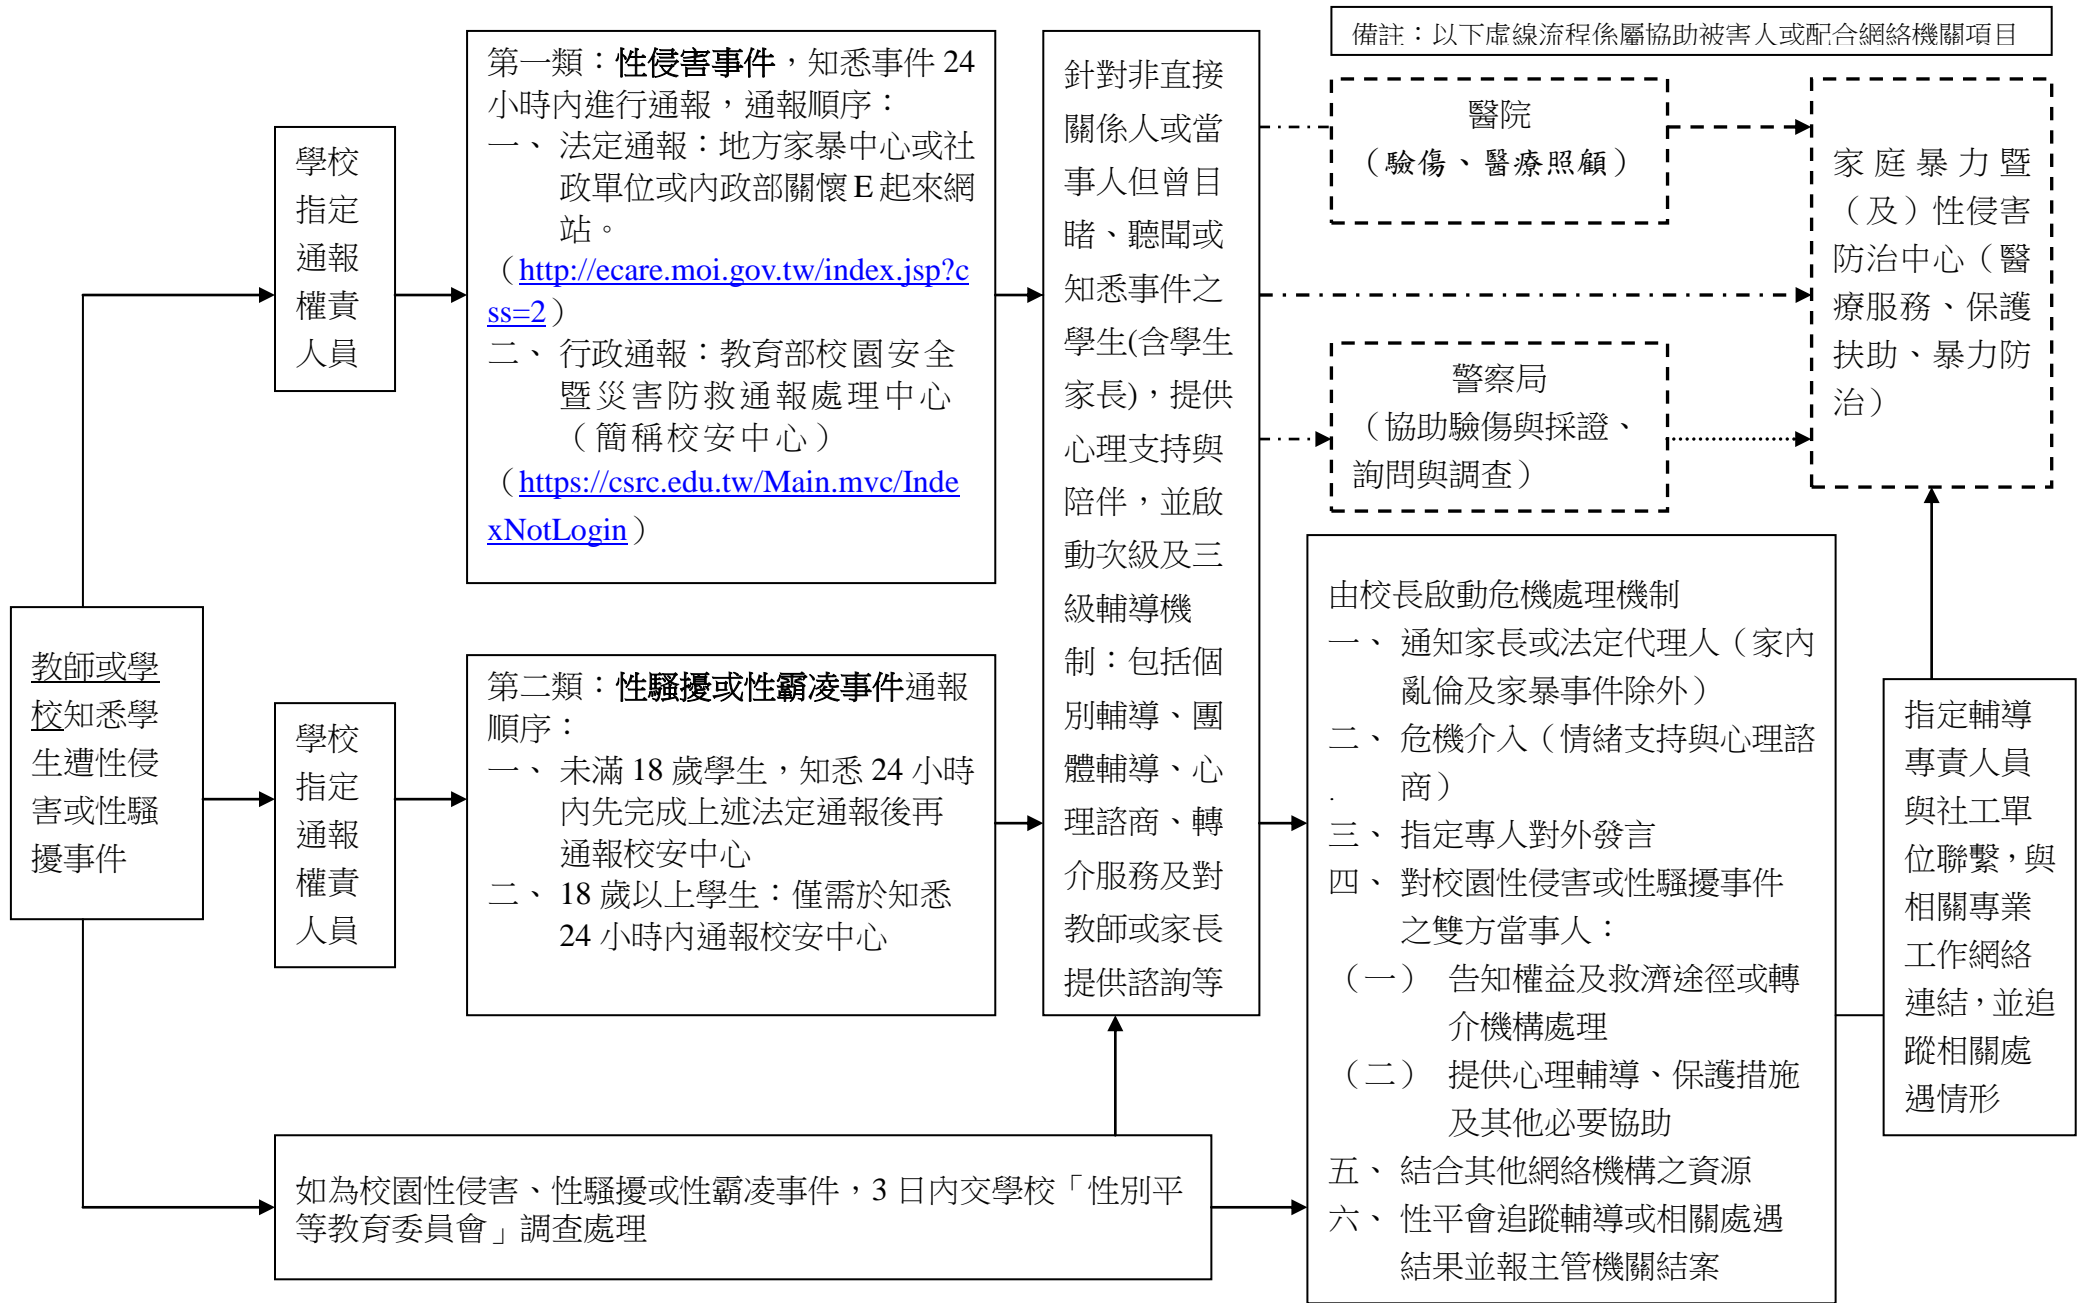 備註：以下虛線流程係屬協助被害人或配合網絡機關項目
教師或學
校知悉學
生遭性侵
害或性騷
擾事件
學校
指定
通報
權責
人員
第一類：性侵害事件，知悉事件 24
小時內進行通報，通報順序：
一、 法定通報：地方家暴中心或社
政單位或內政部關懷 E 起來網
站。
（http://ecare.moi.gov.tw/index.jsp?c
ss=2）
二、 行政通報：教育部校園安全
暨災害防救通報處理中心
（簡稱校安中心）
（https://csrc.edu.tw/Main.mvc/Inde
xNotLogin）
學校
指定
通報
權責
人員
第二類：性騷擾或性霸凌事件通報
順序：
一、 未滿 18 歲學生，知悉 24 小時
內先完成上述法定通報後再
通報校安中心
二、 18 歲以上學生：僅需於知悉
24 小時內通報校安中心
如為校園性侵害、性騷擾或性霸凌事件，3 日內交學校「性別平
等教育委員會」調查處理
針對非直接
關係人或當
事人但曾目
睹、聽聞或
知悉事件之
學生(含學生
家長)，提供
心理支持與
陪伴，並啟
動次級及三
級輔導機
制：包括個
別輔導、團
體輔導、心
理諮商、轉
介服務及對
教師或家長
提供諮詢等
醫院
（驗傷、醫療照顧）
警察局
（協助驗傷與採證、
詢問與調查）
家庭暴力暨
（及）性侵害
防治中心（醫
療服務、保護
扶助、暴力防
治）
由校長啟動危機處理機制
一、 通知家長或法定代理人（家內
亂倫及家暴事件除外）
二、 危機介入（情緒支持與心理諮
. 商）
三、 指定專人對外發言
四、 對校園性侵害或性騷擾事件
之雙方當事人：
（一） 告知權益及救濟途徑或轉
介機構處理
（二） 提供心理輔導、保護措施
及其他必要協助
五、 結合其他網絡機構之資源
六、 性平會追蹤輔導或相關處遇
結果並報主管機關結案
指定輔導
專責人員
與社工單
位聯繫，與
相關專業
工作網絡
連結，並追
蹤相關處
遇情形